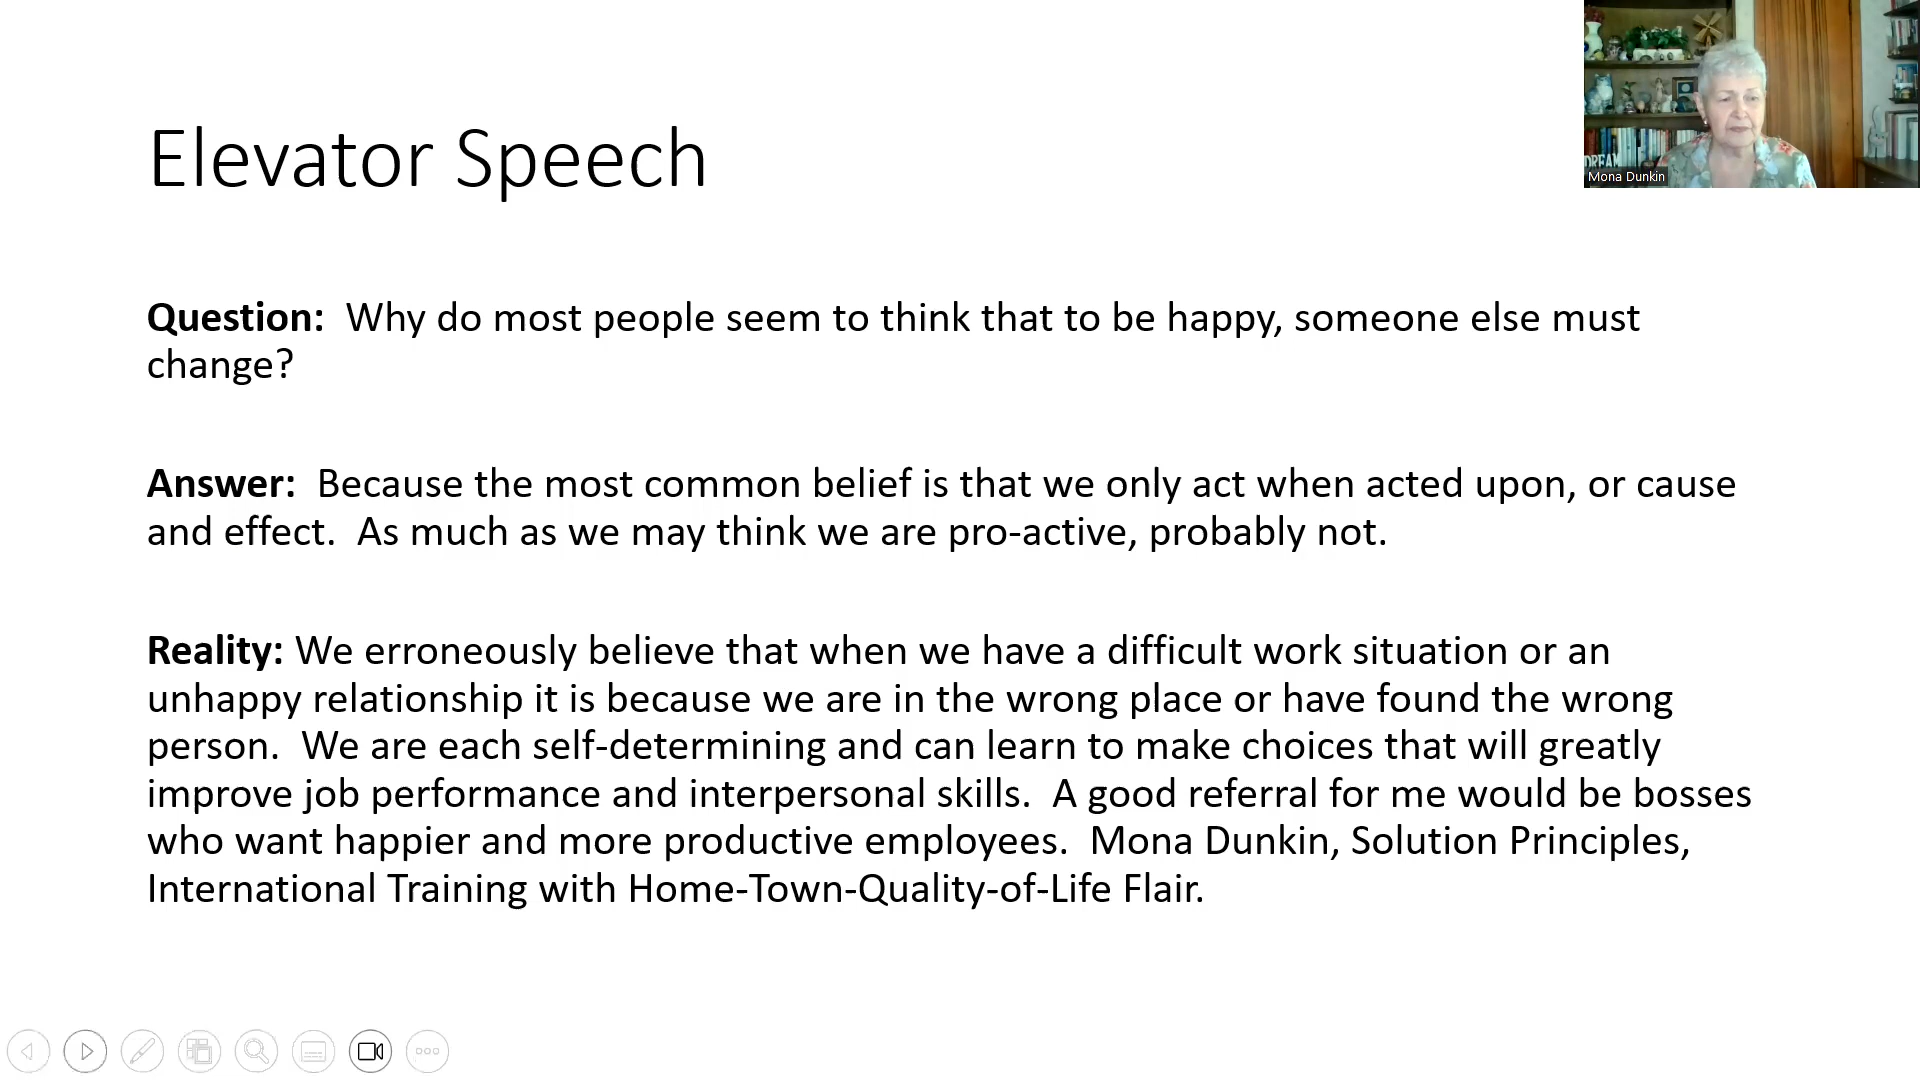 Elevator Speech
DREAM
Mona Dunkin
Question:  Why do most people seem to think that to be happy, someone else must
change?
Answer:  Because the most common belief is that we only act when acted upon, or cause
and effect.  As much as we may think we are pro-active, probably not.
Reality: We erroneously believe that when we have a difficult work situation or an
unhappy relationship it is because we are in the wrong place or have found the wrong
person.  We are each self-determining and can learn to make choices that will greatly
improve job performance and interpersonal skills.  A good referral for me would be bosses
who want happier and more productive employees.  Mona Dunkin, Solution Principles,
International Training with Home-Town-Quality-of-Life Flair.